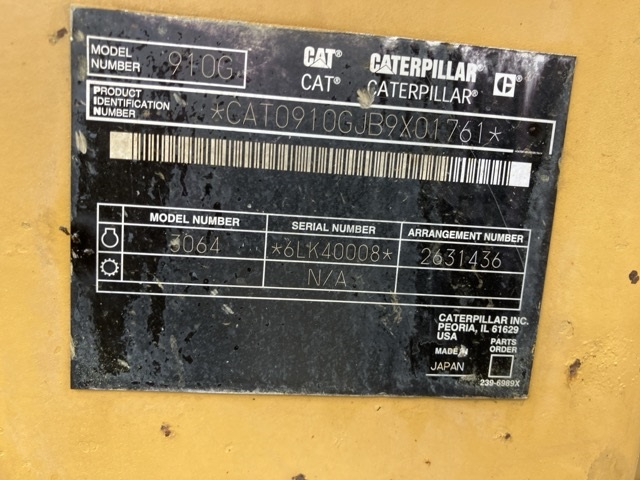 MODEL NUMBER 910G
CAT® CATERPILLAR®
CAT® CATERPILLAR® C
PRODUCT IDENTIFICATION NUMBER *CAT0910GJB9X01761*
MODEL NUMBER SERIAL NUMBER ARRANGEMENT NUMBER
3064 *6LK40008* 2631436
N/A
CATERPILLAR INC.
PEORIA, IL 61629
USA
MADE IN
JAPAN
PARTS
ORDER
239-6989X